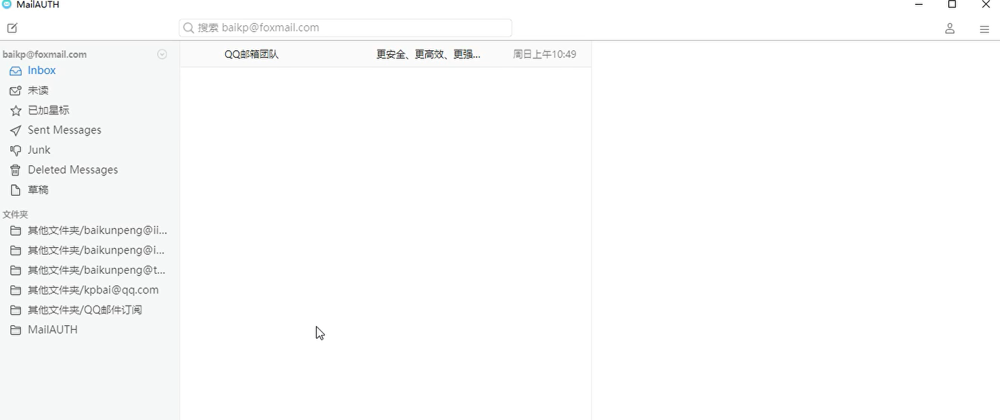 MailAUTH
搜索 baikp@foxmail.com
baikp@foxmail.com
Inbox
未读
已加星标
Sent Messages
Junk
Deleted Messages
草稿
文件夹
其他文件夹/baikunpeng@ii...
其他文件夹/baikunpeng@i...
其他文件夹/baikunpeng@t...
其他文件夹/kpbai@qq.com
其他文件夹/QQ邮件订阅
MailAUTH
QQ邮箱团队 更安全、更高效、更强... 周日上午10:49